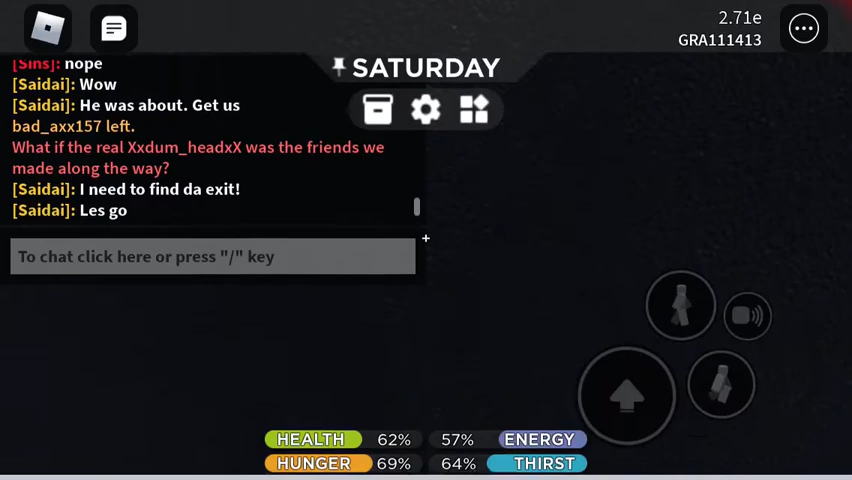 2.71e
GRA111413
SATURDAY
[Sins]: nope
[Saidai]: Wow
[Saidai]: He was about. Get us
bad_axx157 left.
What if the real Xxdum_headxX was the friends we
made along the way?
[Saidai]: I need to find da exit!
[Saidai]: Les go
To chat click here or press "/" key
HEALTH 62% 57% ENERGY
HUNGER 69% 64% THIRST